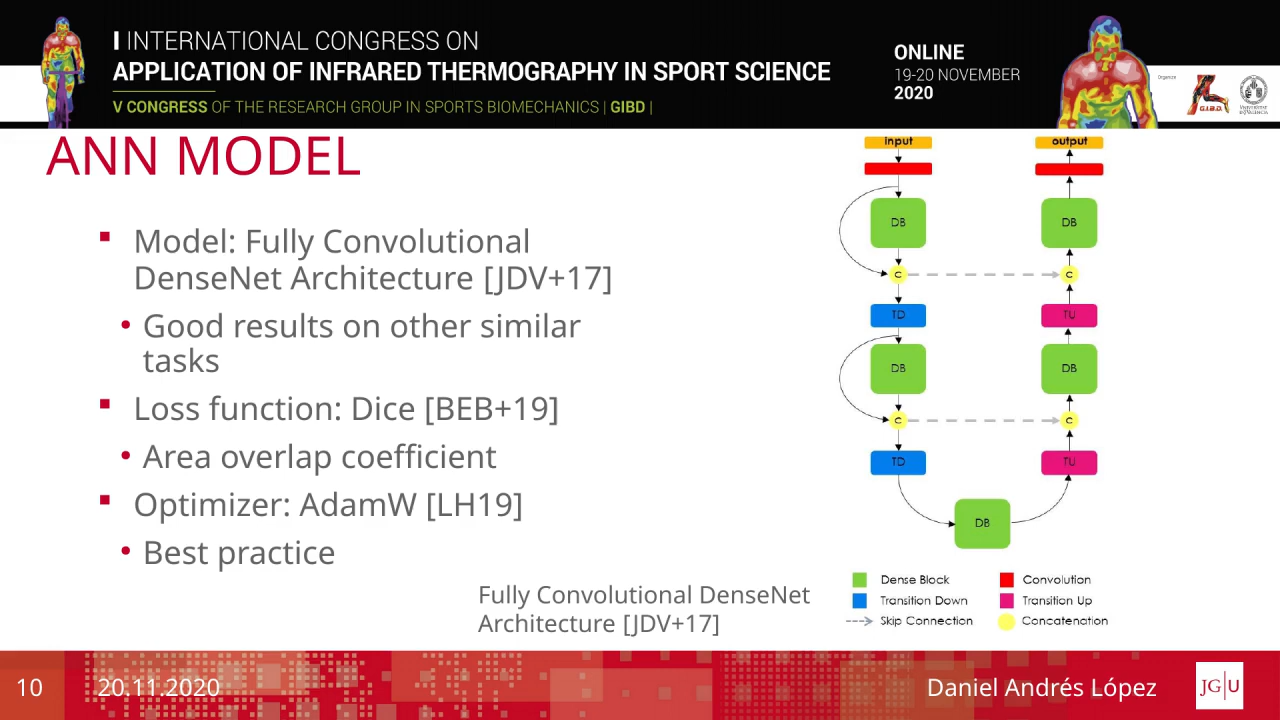 I INTERNATIONAL CONGRESS ON
APPLICATION OF INFRARED THERMOGRAPHY IN SPORT SCIENCE
V CONGRESS OF THE RESEARCH GROUP IN SPORTS BIOMECHANICS | GIBD |
ONLINE
19-20 NOVEMBER
2020
G.I.B.D.
ANN MODEL
▪ Model: Fully Convolutional
DenseNet Architecture [JDV+17]
• Good results on other similar
tasks
▪ Loss function: Dice [BEB+19]
• Area overlap coefficient
▪ Optimizer: AdamW [LH19]
• Best practice
input output
DB DB
C C
TD TU
DB DB
C C
TD TU
DB
Dense Block Convolution
Transition Down Transition Up
Skip Connection Concatenation
Fully Convolutional DenseNet
Architecture [JDV+17]
10 20.11.2020 Daniel Andrés López JG|U